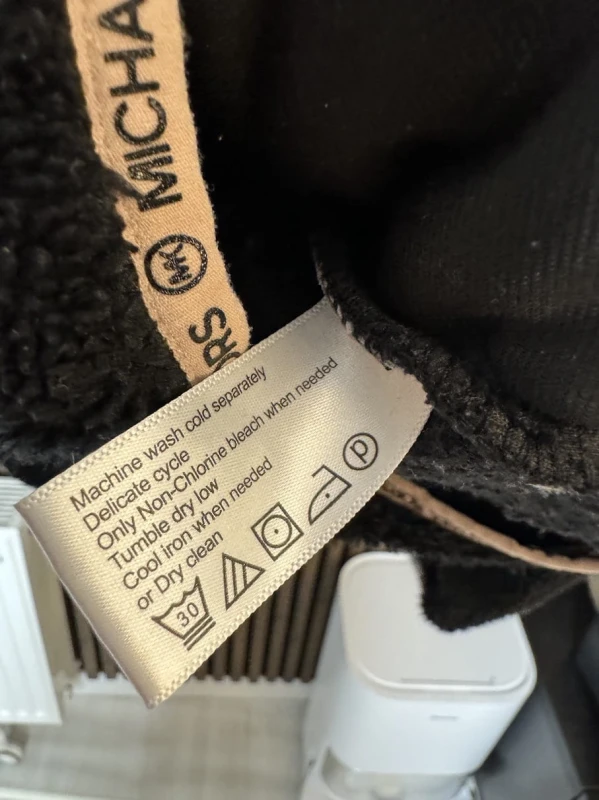 MICHA
MK
ORS
Machine wash cold separately
Delicate cycle
Only Non-Chlorine bleach when needed
Tumble dry low
Cool iron when needed
or Dry clean
30
P